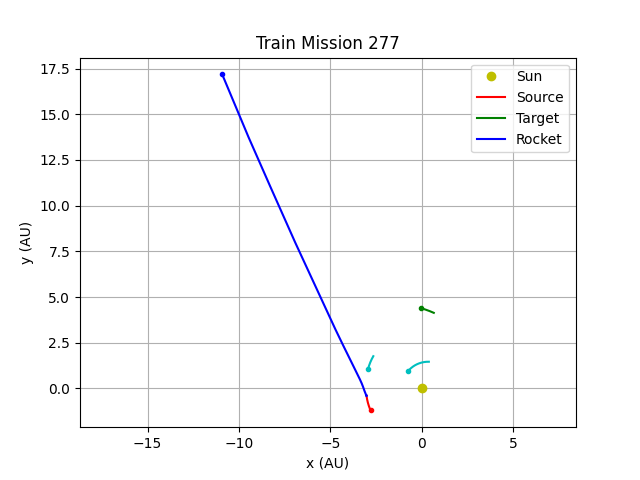 Train Mission 277
Sun
Source
Target
Rocket
17.5
15.0
12.5
10.0
7.5
5.0
2.5
0.0
y (AU)
−15
−10
−5
0
5
x (AU)